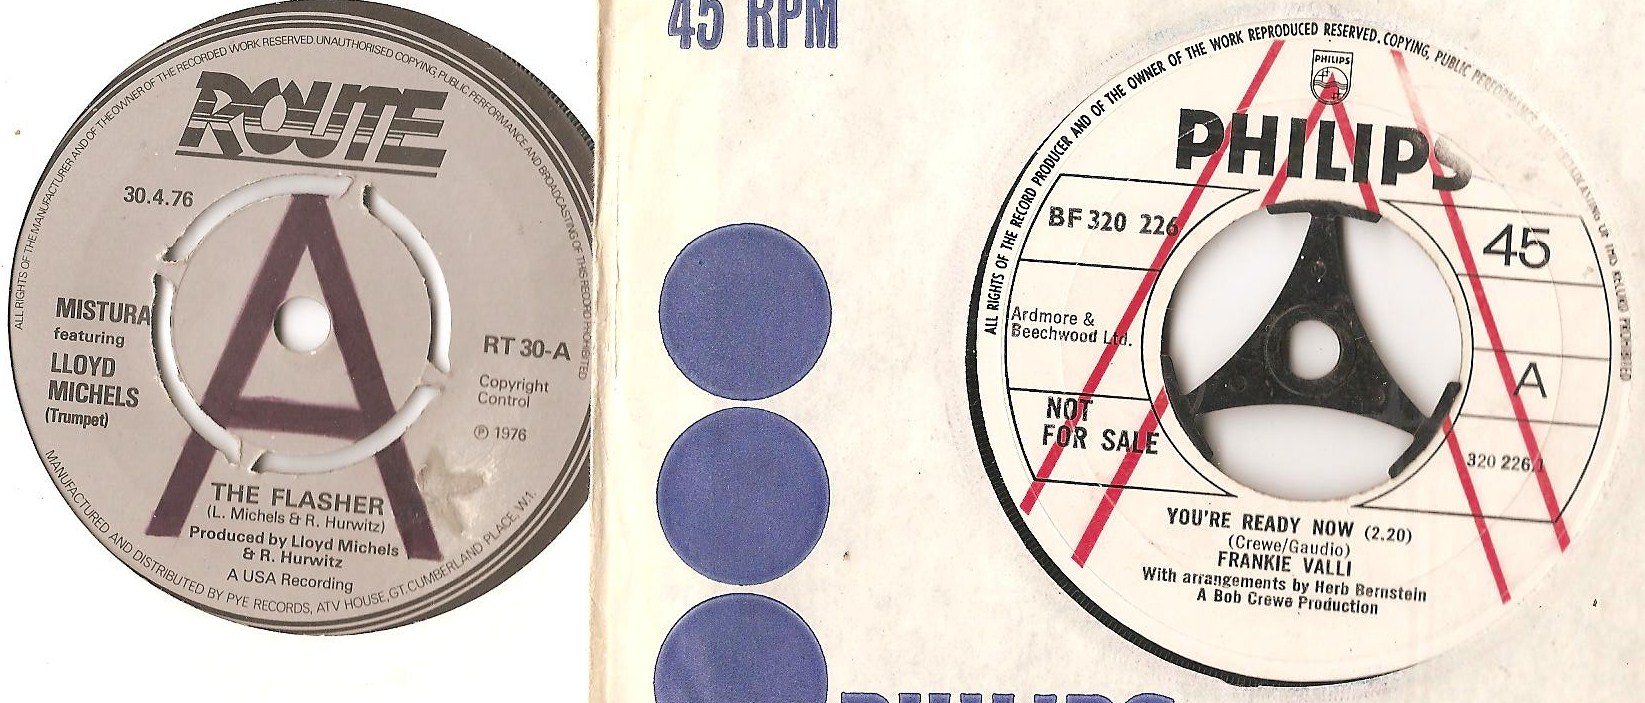 ALL RIGHTS OF THE MANUFACTURER AND OF THE OWNER OF THE RECORDED WORK RESERVED. UNAUTHORISED COPYING, PUBLIC PERFORMANCE AND BROADCASTING OF THIS RECORD PROHIBITED
ROUTE
30.4.76
A
MISTURA
featuring
LLOYD
MICHELS
(Trumpet)
RT 30-A
Copyright
Control
℗ 1976
THE FLASHER
(L. Michels & R. Hurwitz)
Produced by Lloyd Michels
& R. Hurwitz
A USA Recording
MANUFACTURED AND DISTRIBUTED BY PYE RECORDS, ATV HOUSE, GT. CUMBERLAND PLACE, W.1.
45 RPM
PHILIPS
ALL RIGHTS OF THE RECORD PRODUCER AND OF THE OWNER OF THE WORK REPRODUCED RESERVED. COPYING, PUBLIC PERFORMANCE
PHILIPS
PHILIPS
BF 320 226
45
Ardmore &
Beechwood Ltd.
A
NOT
FOR SALE
320 226.1
YOU'RE READY NOW (2.20)
(Crewe/Gaudio)
FRANKIE VALLI
With arrangements by Herb Bernstein
A Bob Crewe Production